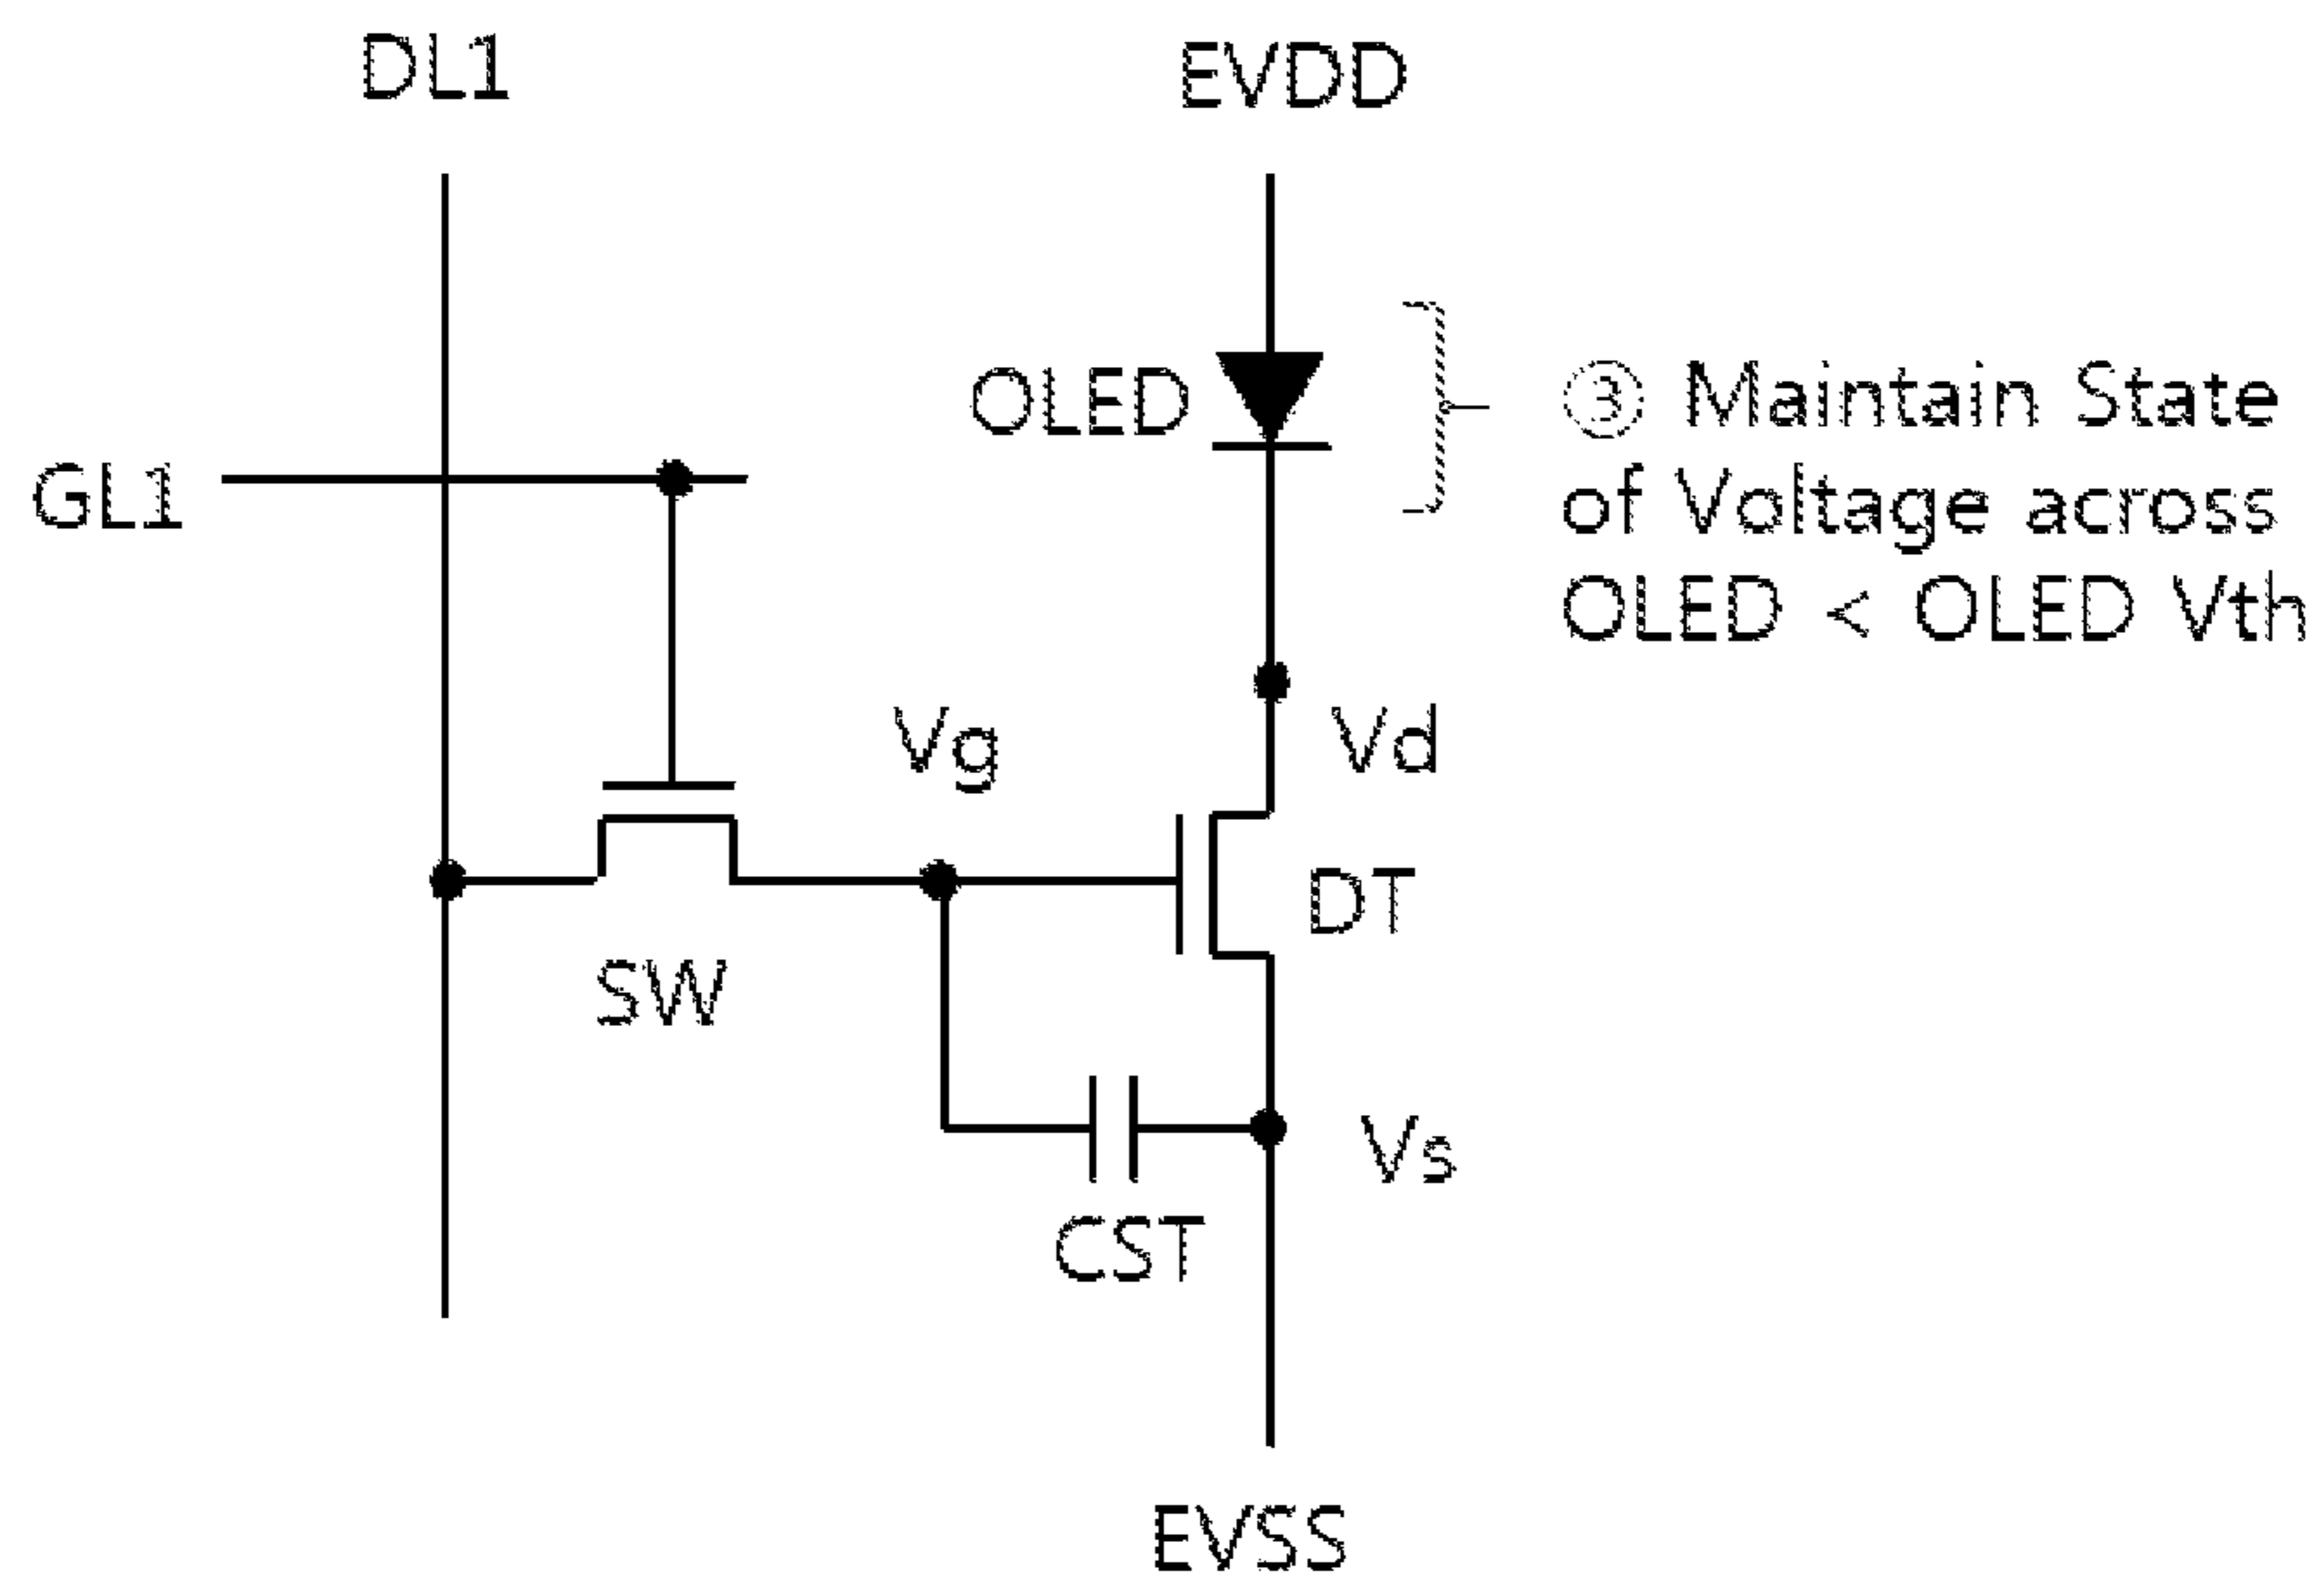 DL1
EVDD
OLED
③ Maintain State
of Voltage across
OLED < OLED Vth
GL1
Vg
Vd
DT
SW
Vs
CST
EVSS